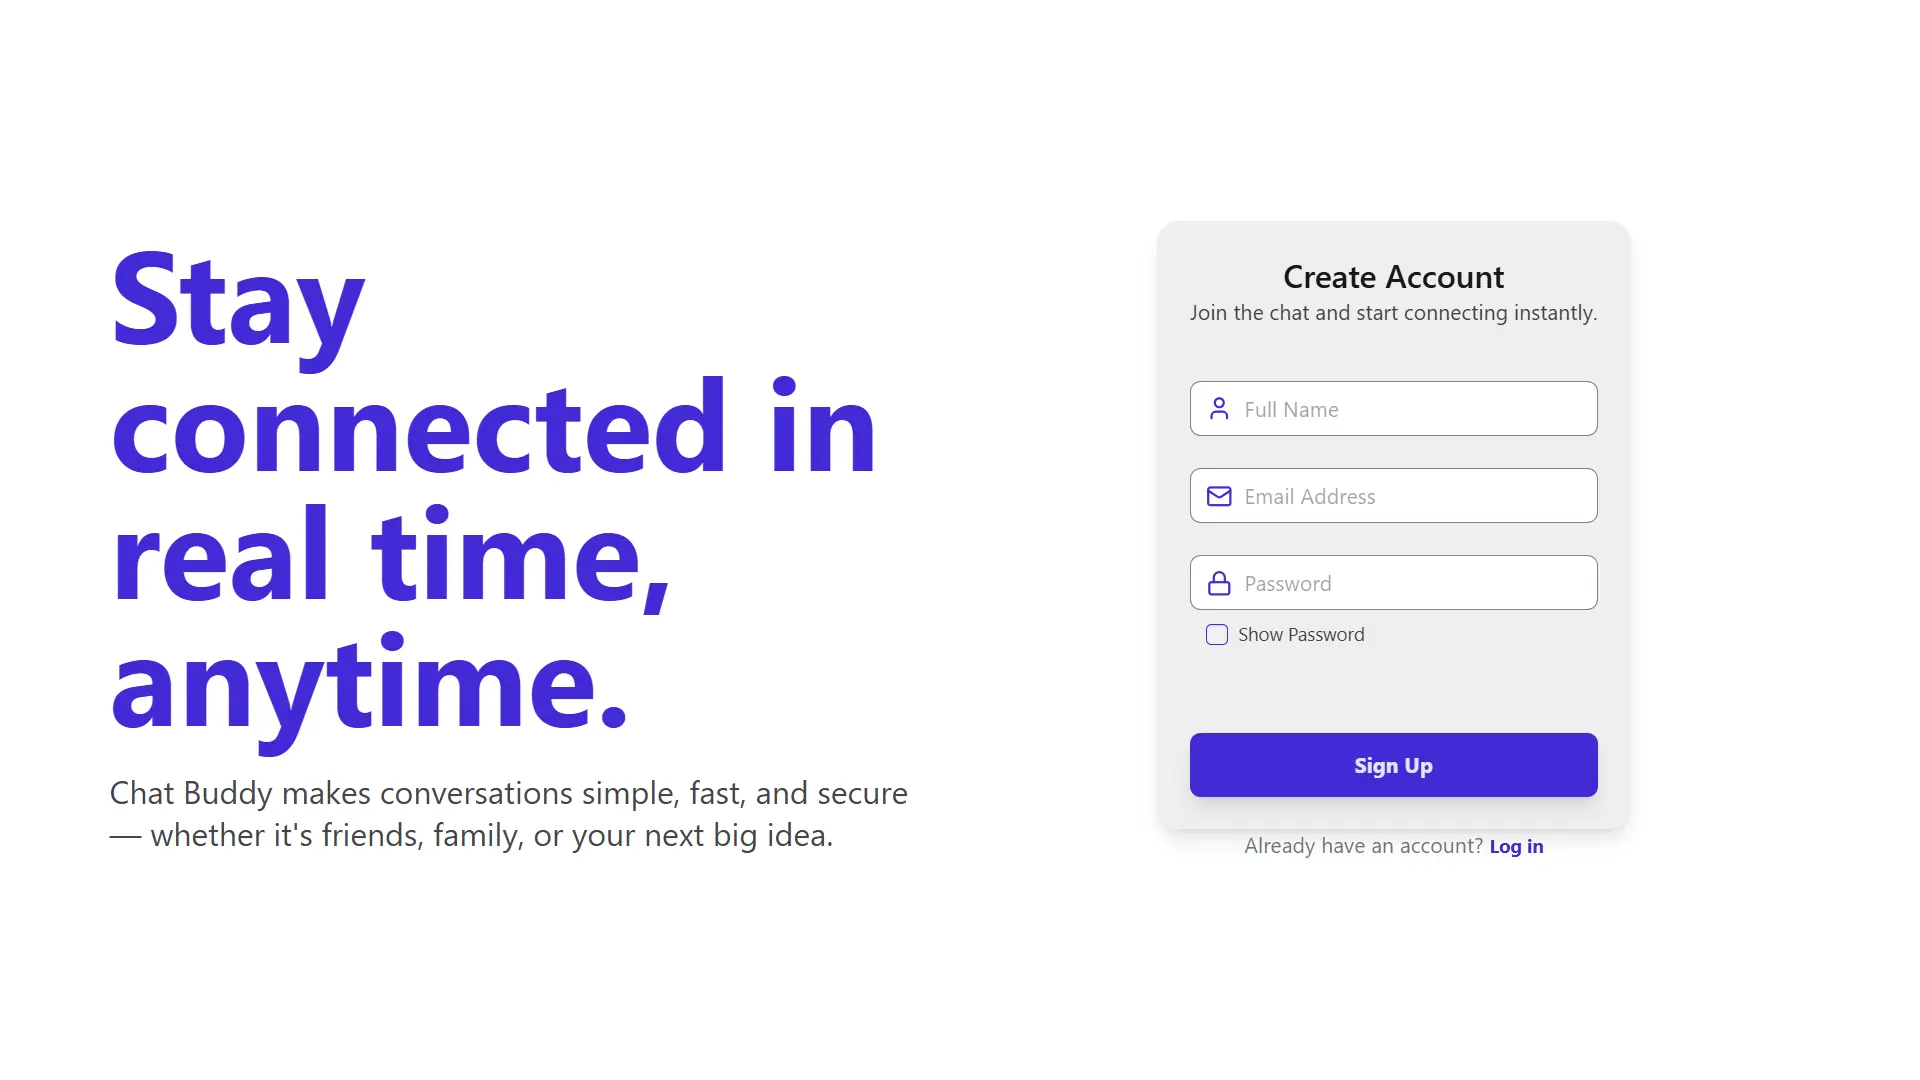 Stay
connected in
real time,
anytime.
Chat Buddy makes conversations simple, fast, and secure
— whether it's friends, family, or your next big idea.
Create Account
Join the chat and start connecting instantly.
Full Name
Email Address
Password
Show Password
Sign Up
Already have an account? Log in